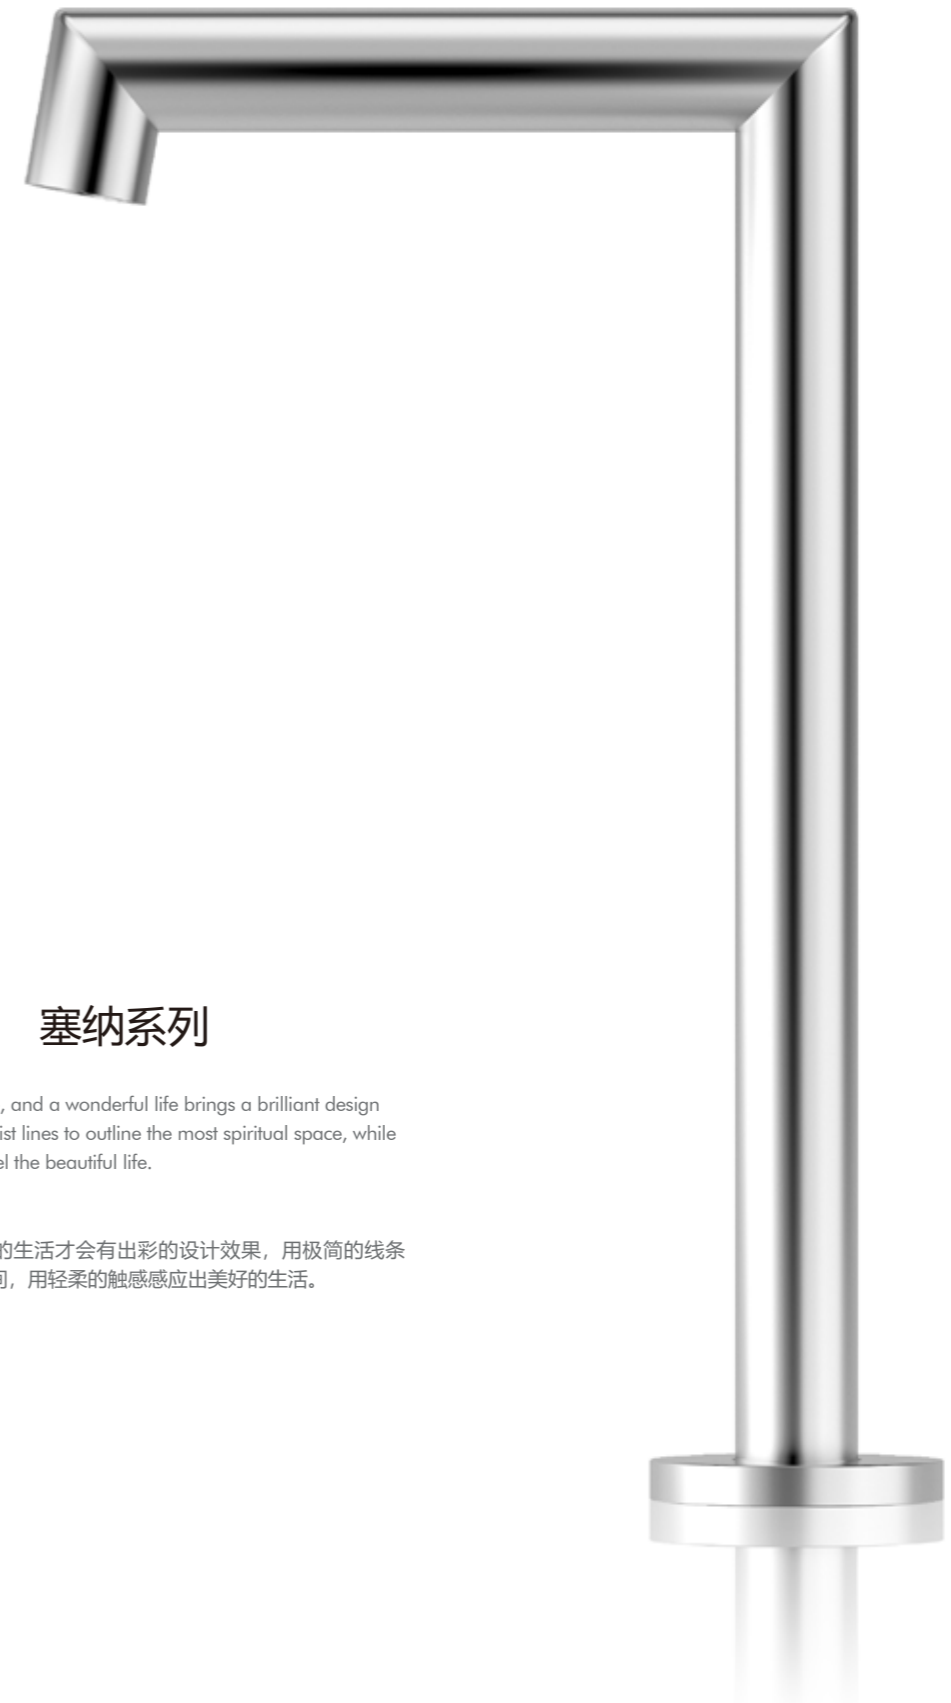 塞纳系列
, and a wonderful life brings a brilliant design
ist lines to outline the most spiritual space, while
el the beautiful life.
的生活才会有出彩的设计效果，用极简的线条
，用轻柔的触感感应出美好的生活。